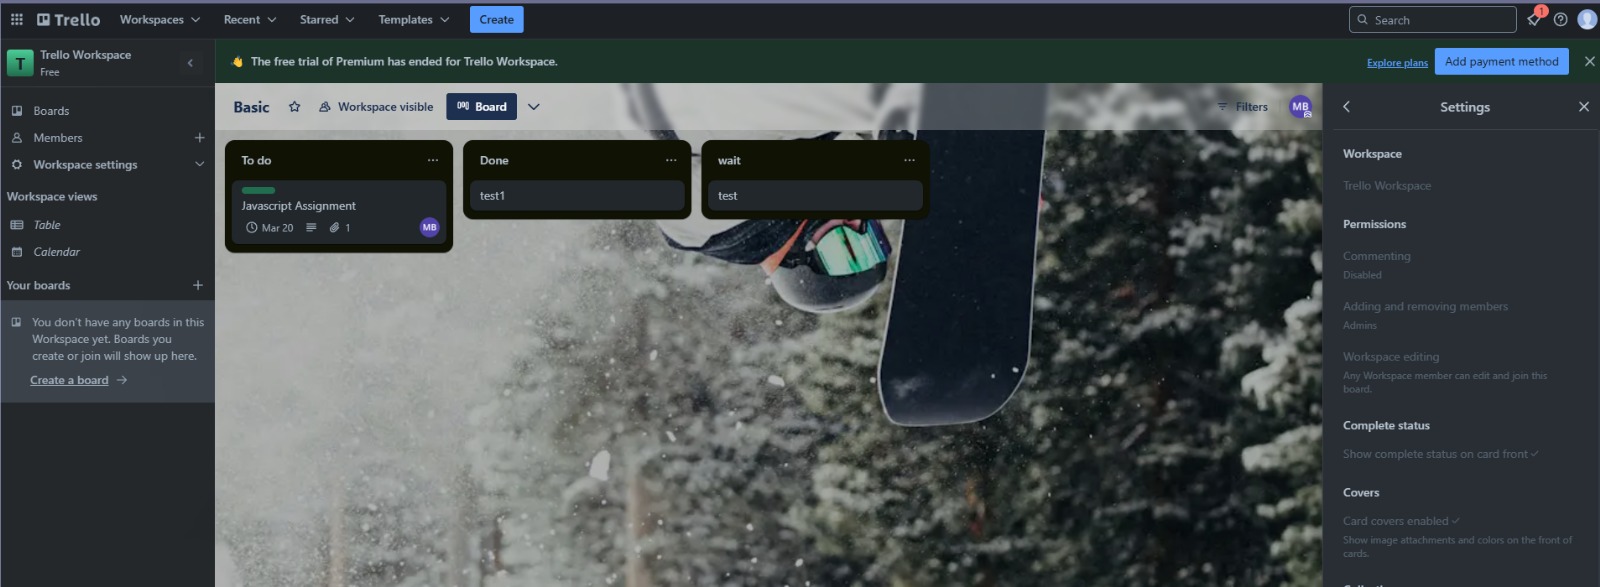 Trello
Workspaces
Recent
Starred
Templates
Create
Search
1
T
Trello Workspace
Free
The free trial of Premium has ended for Trello Workspace.
Explore plans
Add payment method
Boards
Members
Workspace settings
Workspace views
Table
Calendar
Your boards
You don't have any boards in this
Workspace yet. Boards you
create or join will show up here.
Create a board
Basic
Workspace visible
Board
Filters
MB
To do
Javascript Assignment
Mar 20
1
MB
Done
test1
wait
test
Settings
Workspace
Trello Workspace
Permissions
Commenting
Disabled
Adding and removing members
Admins
Workspace editing
Any Workspace member can edit and join this
board.
Complete status
Show complete status on card front
Covers
Card covers enabled
Show image attachments and colors on the front of
cards.